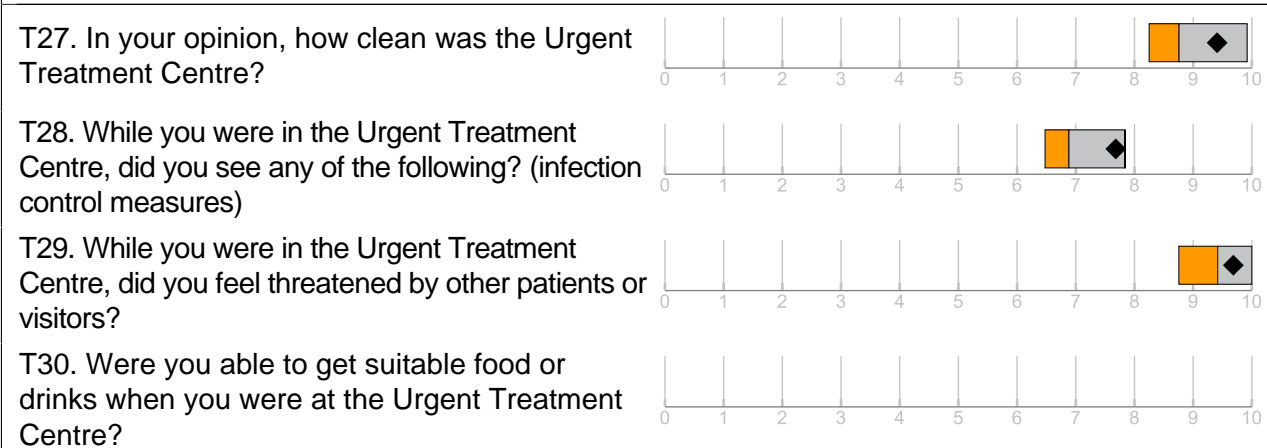 T27. In your opinion, how clean was the Urgent
Treatment Centre?
0 1 2 3 4 5 6 7 8 9 10
T28. While you were in the Urgent Treatment
Centre, did you see any of the following? (infection
control measures)
0 1 2 3 4 5 6 7 8 9 10
T29. While you were in the Urgent Treatment
Centre, did you feel threatened by other patients or
visitors?
0 1 2 3 4 5 6 7 8 9 10
T30. Were you able to get suitable food or
drinks when you were at the Urgent Treatment
Centre?
0 1 2 3 4 5 6 7 8 9 10